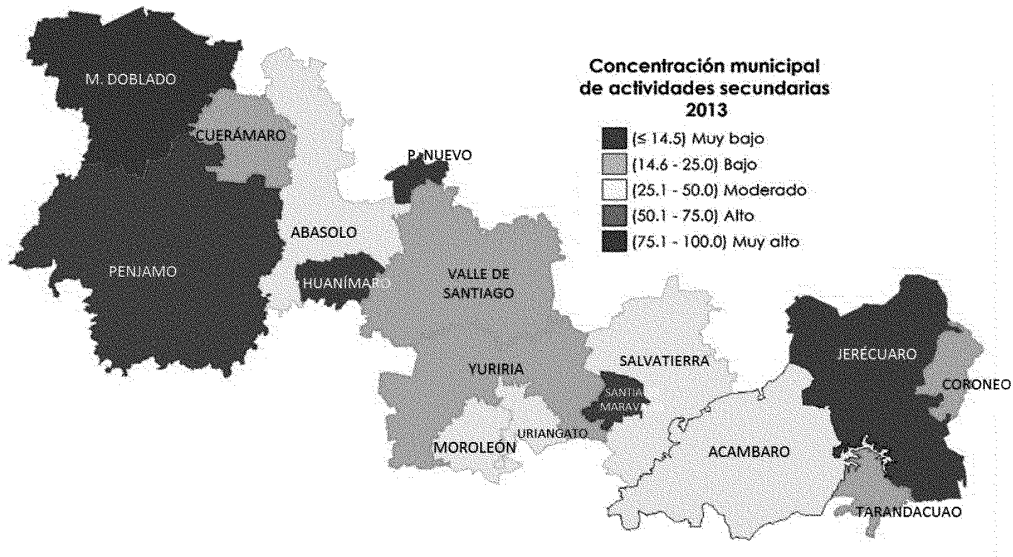 Concentración municipal
de actividades secundarias
2013
(≤ 14.5) Muy bajo
(14.6 - 25.0) Bajo
(25.1 - 50.0) Moderado
(50.1 - 75.0) Alto
(75.1 - 100.0) Muy alto
M. DOBLADO
CUERÁMARO
P. NUEVO
ABASOLO
PENJAMO
HUANÍMARO
VALLE DE
SANTIAGO
YURIRIA
SALVATIERRA
JERÉCUARO
CORONEO
SANTIA
MARAV
URIANGATO
MOROLEÓN
ACAMBARO
TARANDACUAO